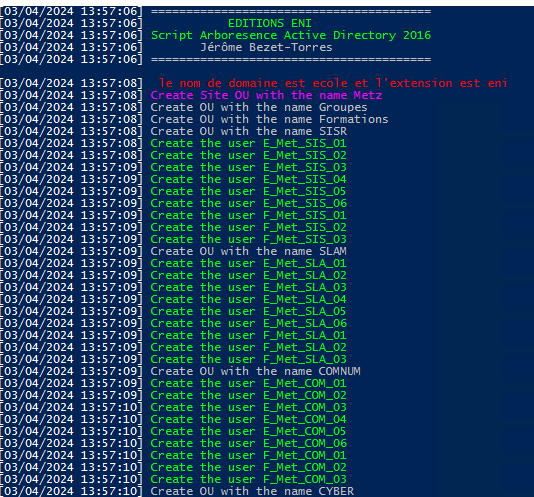 [03/04/2024 13:57:06] ========================================
[03/04/2024 13:57:06] EDITIONS ENI
[03/04/2024 13:57:06] Script Arboresence Active Directory 2016
[03/04/2024 13:57:06] Jérôme Bezet-Torres
[03/04/2024 13:57:06] ========================================
[03/04/2024 13:57:08] le nom de domaine est ecole et l'extension est eni
[03/04/2024 13:57:08] Create Site OU with the name Metz
[03/04/2024 13:57:08] Create OU with the name Groupes
[03/04/2024 13:57:08] Create OU with the name Formations
[03/04/2024 13:57:08] Create OU with the name SISR
[03/04/2024 13:57:08] Create the user E_Met_SIS_01
[03/04/2024 13:57:08] Create the user E_Met_SIS_02
[03/04/2024 13:57:09] Create the user E_Met_SIS_03
[03/04/2024 13:57:08] Create the user E_Met_SIS_04
[03/04/2024 13:57:09] Create the user E_Met_SIS_05
[03/04/2024 13:57:09] Create the user E_Met_SIS_06
[03/04/2024 13:57:09] Create the user F_Met_SIS_01
[03/04/2024 13:57:09] Create the user F_Met_SIS_02
[03/04/2024 13:57:09] Create the user F_Met_SIS_03
[03/04/2024 13:57:09] Create OU with the name SLAM
[03/04/2024 13:57:09] Create the user E_Met_SLA_01
[03/04/2024 13:57:09] Create the user E_Met_SLA_02
[03/04/2024 13:57:09] Create the user E_Met_SLA_03
[03/04/2024 13:57:09] Create the user E_Met_SLA_04
[03/04/2024 13:57:09] Create the user E_Met_SLA_05
[03/04/2024 13:57:09] Create the user E_Met_SLA_06
[03/04/2024 13:57:09] Create the user F_Met_SLA_01
[03/04/2024 13:57:09] Create the user F_Met_SLA_02
[03/04/2024 13:57:09] Create the user F_Met_SLA_03
[03/04/2024 13:57:09] Create OU with the name COMNUM
[03/04/2024 13:57:09] Create the user E_Met_COM_01
[03/04/2024 13:57:09] Create the user E_Met_COM_02
[03/04/2024 13:57:10] Create the user E_Met_COM_03
[03/04/2024 13:57:10] Create the user E_Met_COM_04
[03/04/2024 13:57:10] Create the user E_Met_COM_05
[03/04/2024 13:57:10] Create the user E_Met_COM_06
[03/04/2024 13:57:10] Create the user F_Met_COM_01
[03/04/2024 13:57:10] Create the user F_Met_COM_02
[03/04/2024 13:57:10] Create the user F_Met_COM_03
[03/04/2024 13:57:10] Create OU with the name CYBER